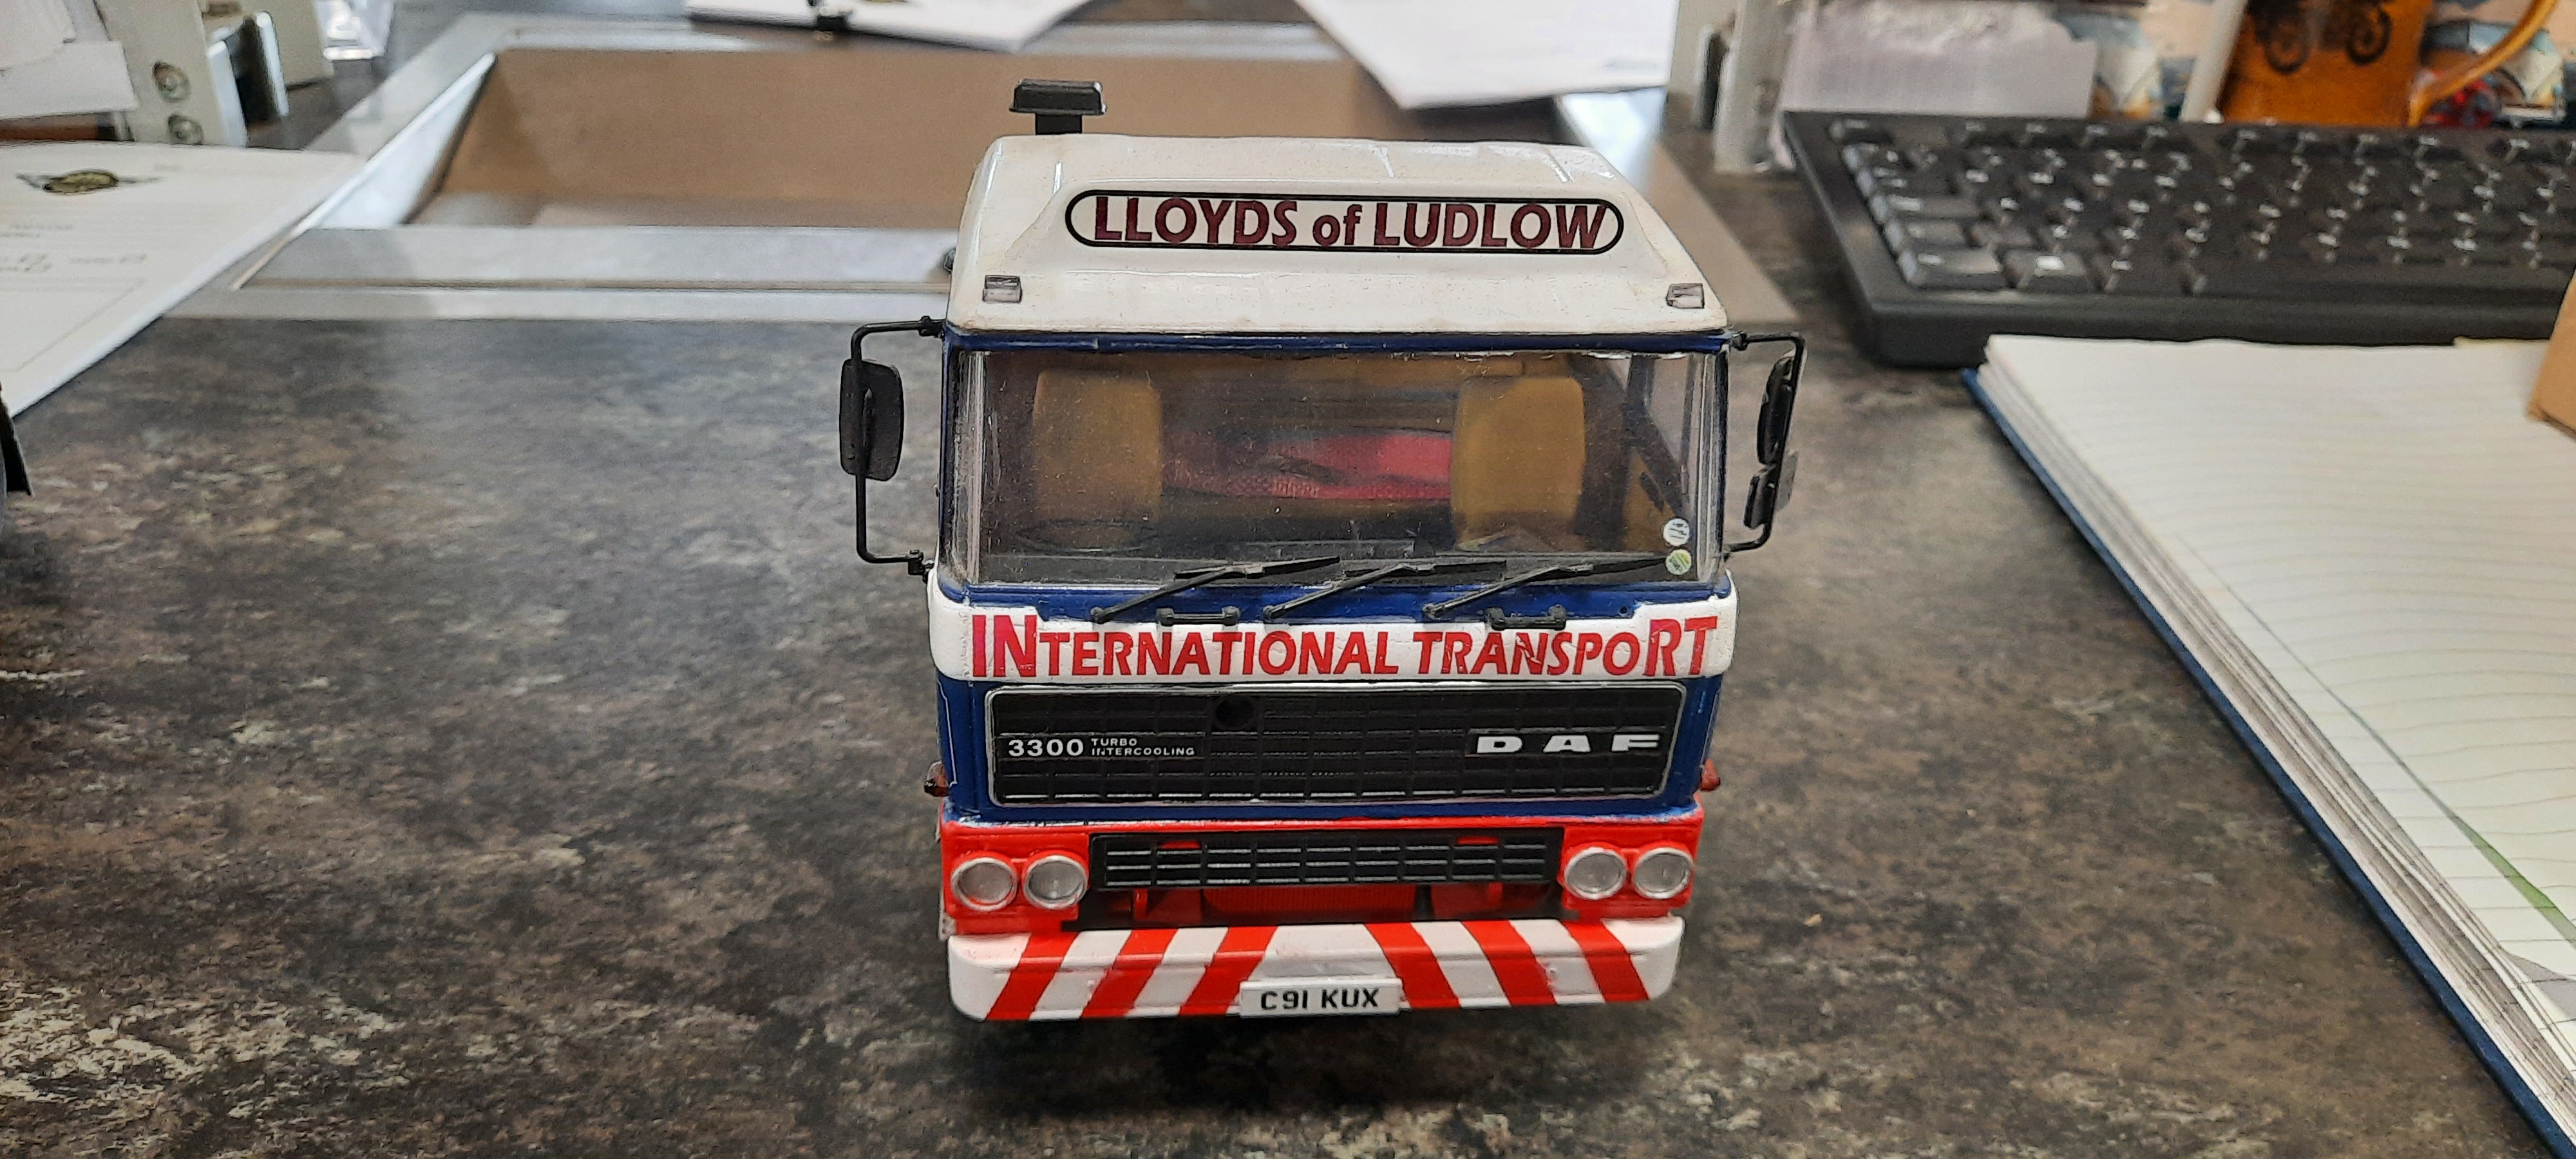 LLOYDS of LUDLOW
INTERNATIONAL TRANSPORT
3300 TURBO INTERCOOLING
DAF
C91 KUX